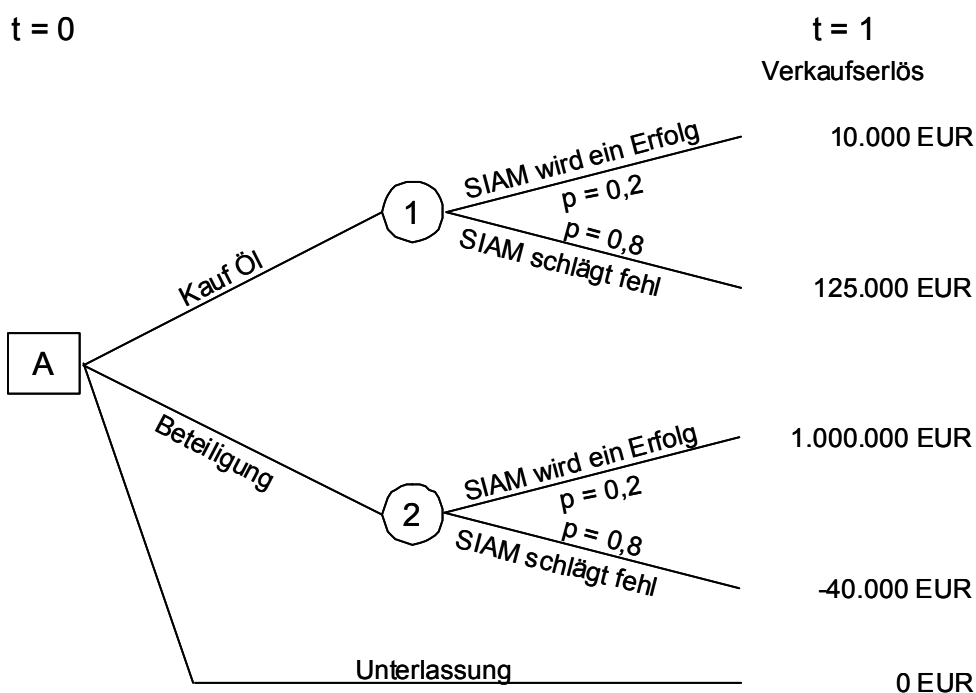 t = 0
t = 1
Verkaufserlös
SIAM wird ein Erfolg
10.000 EUR
p = 0,2
1
p = 0,8
SIAM schlägt fehl
125.000 EUR
Kauf Öl
A
Beteiligung
SIAM wird ein Erfolg
1.000.000 EUR
p = 0,2
2
p = 0,8
SIAM schlägt fehl
-40.000 EUR
Unterlassung
0 EUR